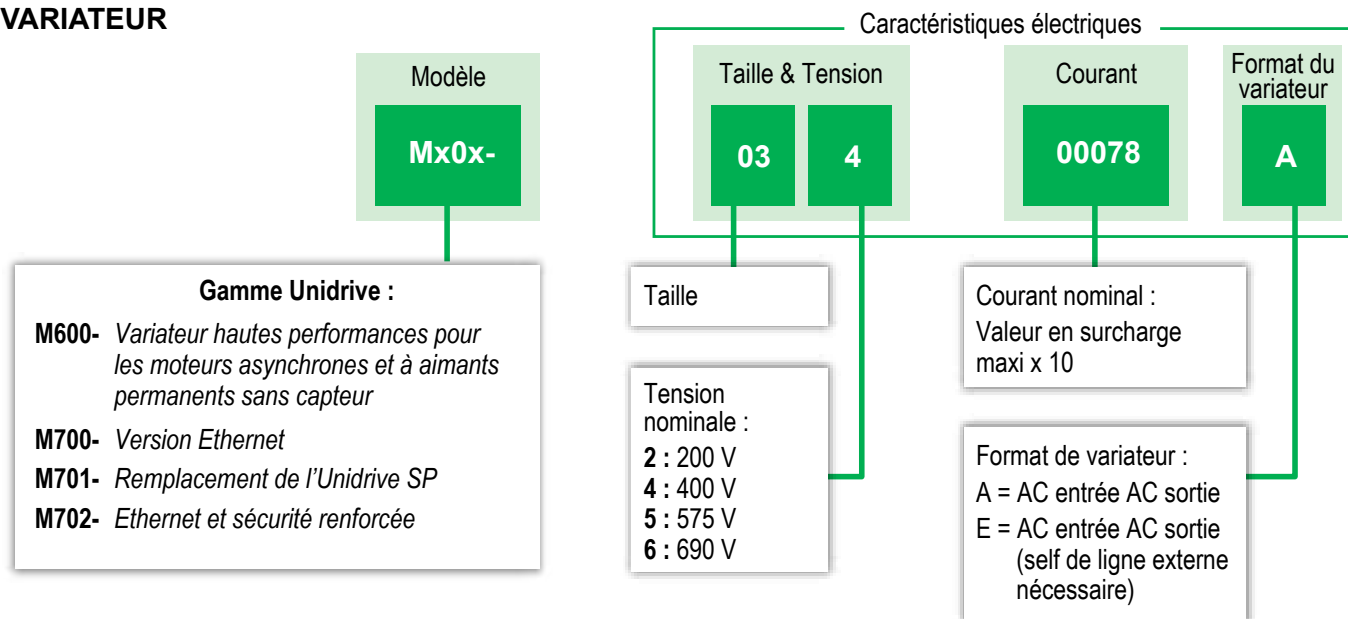 VARIATEUR
Caractéristiques électriques
Modèle
Mx0x-
Taille & Tension
03
4
Courant
00078
Format du
variateur
A
Gamme Unidrive :
M600- Variateur hautes performances pour
les moteurs asynchrones et à aimants
permanents sans capteur
M700- Version Ethernet
M701- Remplacement de l’Unidrive SP
M702- Ethernet et sécurité renforcée
Taille
Tension
nominale :
2 : 200 V
4 : 400 V
5 : 575 V
6 : 690 V
Courant nominal :
Valeur en surcharge
maxi x 10
Format de variateur :
A = AC entrée AC sortie
E = AC entrée AC sortie
(self de ligne externe
nécessaire)